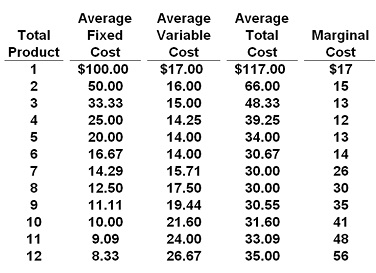 Average Average Average
Total Fixed Variable Total Marginal
Product Cost Cost Cost Cost
1 $100.00 $17.00 $117.00 $17
2 50.00 16.00 66.00 15
3 33.33 15.00 48.33 13
4 25.00 14.25 39.25 12
5 20.00 14.00 34.00 13
6 16.67 14.00 30.67 14
7 14.29 15.71 30.00 26
8 12.50 17.50 30.00 30
9 11.11 19.44 30.55 35
10 10.00 21.60 31.60 41
11 9.09 24.00 33.09 48
12 8.33 26.67 35.00 56